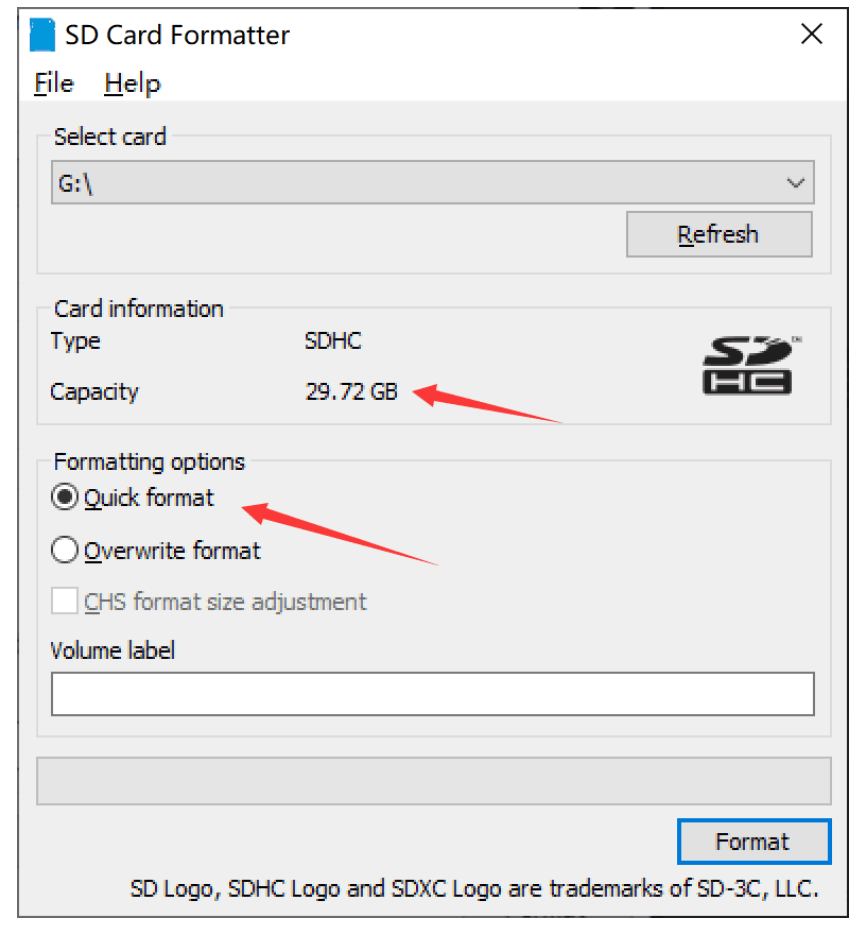 SD Card Formatter
File Help
Select card
G:\
Refresh
Card information
Type SDHC
Capacity 29.72 GB
SD
HC
TM
Formatting options
Quick format
Overwrite format
CHS format size adjustment
Volume label
Format
SD Logo, SDHC Logo and SDXC Logo are trademarks of SD-3C, LLC.